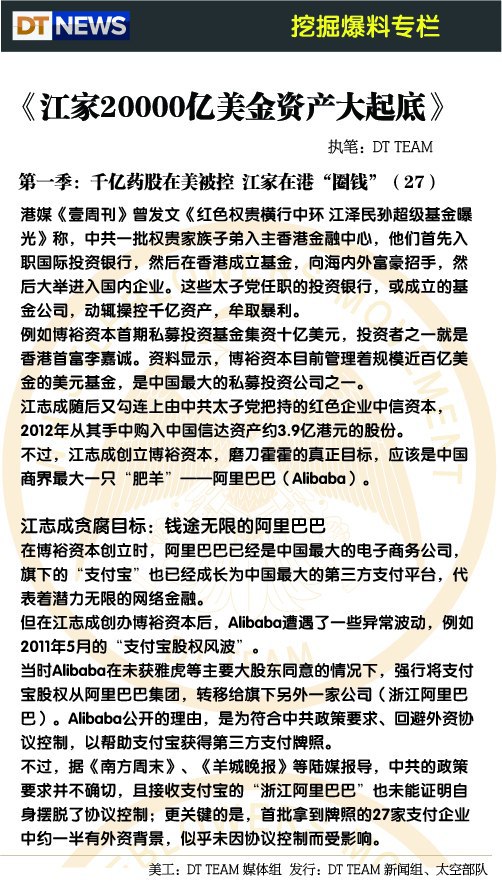 DT NEWS
挖掘爆料专栏
《江家20000亿美金资产大起底》
执笔：DT TEAM
第一季：千亿药股在美被控 江家在港“圈钱”（27）
港媒《壹周刊》曾发文《红色权贵横行中环 江泽民孙超级基金曝
光》称，中共一批权贵家族子弟入主香港金融中心，他们首先入
职国际投资银行，然后在香港成立基金，向海内外富豪招手，然
后大举进入国内企业。这些太子党任职的投资银行，或成立的基
金公司，动辄操控千亿资产，牟取暴利。
例如博裕资本首期私募投资基金集资十亿美元，投资者之一就是
香港首富李嘉诚。资料显示，博裕资本目前管理着规模近百亿美
金的美元基金，是中国最大的私募投资公司之一。
江志成随后又勾连上由中共太子党把持的红色企业中信资本，
2012年从其手中购入中国信达资产约3.9亿港元的股份。
不过，江志成创立博裕资本，磨刀霍霍的真正目标，应该是中国
商界最大一只“肥羊”——阿里巴巴（Alibaba）。
江志成贪腐目标：钱途无限的阿里巴巴
在博裕资本创立时，阿里巴巴已经是中国最大的电子商务公司，
旗下的“支付宝”也已经成长为中国最大的第三方支付平台，代
表着潜力无限的网络金融。
但在江志成创办博裕资本后，Alibaba遭遇了一些异常波动，例如
2011年5月的“支付宝股权风波”。
当时Alibaba在未获雅虎等主要大股东同意的情况下，强行将支付
宝股权从阿里巴巴集团，转移给旗下另外一家公司（浙江阿里巴
巴）。Alibaba公开的理由，是为符合中共政策要求、回避外资协
议控制，以帮助支付宝获得第三方支付牌照。
不过，据《南方周末》、《羊城晚报》等陆媒报导，中共的政策
要求并不确切，且接收支付宝的“浙江阿里巴巴”也未能证明自
身摆脱了协议控制；更关键的是，首批拿到牌照的27家支付企业
中约一半有外资背景，似乎未因协议控制而受影响。
美工：DT TEAM 媒体组 发行：DT TEAM 新闻组、太空部队